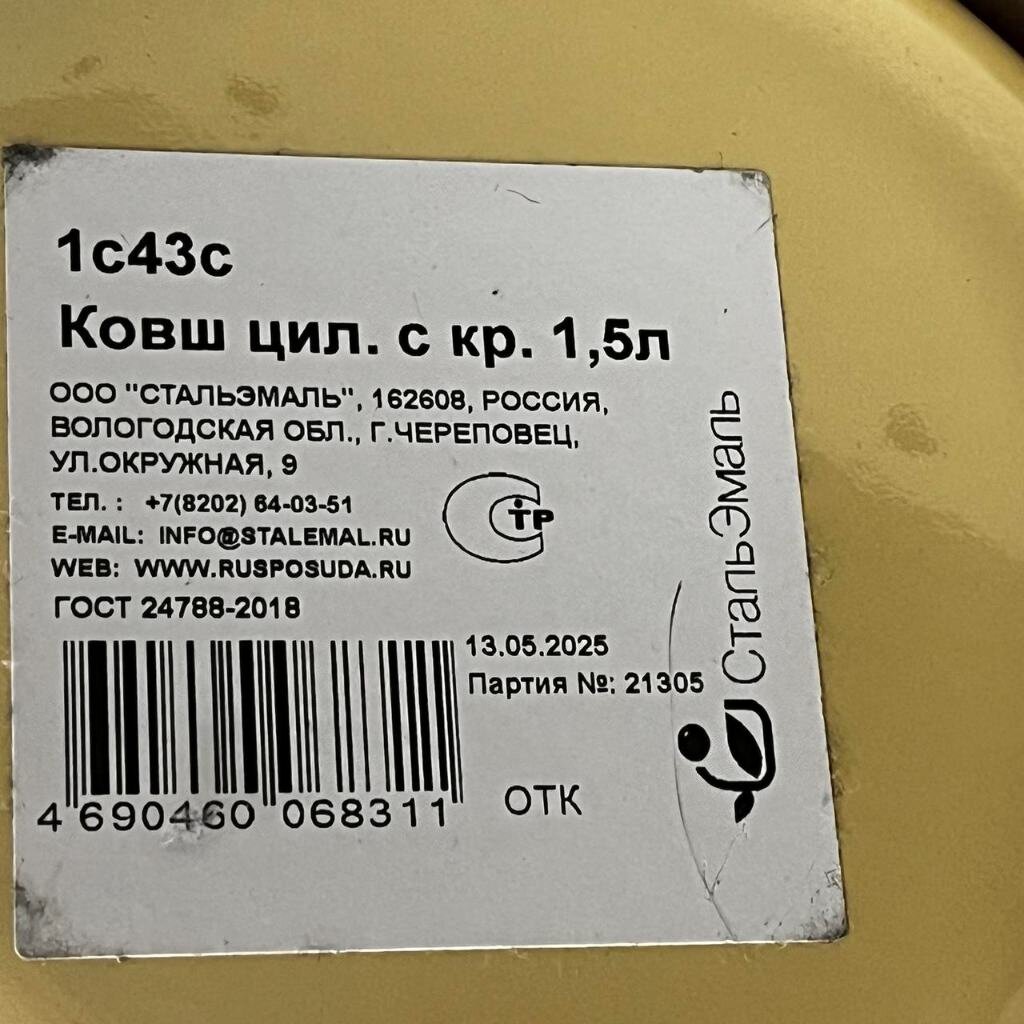 1с43с
Ковш цил. с кр. 1,5л
ООО "СТАЛЬЭМАЛЬ", 162608, РОССИЯ,
ВОЛОГОДСКАЯ ОБЛ., Г.ЧЕРЕПОВЕЦ,
УЛ.ОКРУЖНАЯ, 9
ТЕЛ. : +7(8202) 64-03-51
E-MAIL: INFO@STALEMAL.RU
WEB: WWW.RUSPOSUDA.RU
ГОСТ 24788-2018
СТР
13.05.2025
Партия №: 21305
4 690460 068311
ОТК
СтальЭмаль